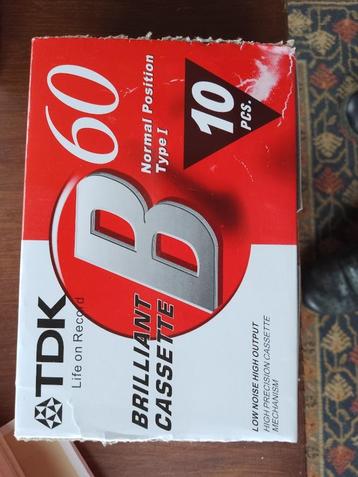 TDK
Life on Record
B
60
Normal Position
Type I
10
PCS.
BRILLIANT
CASSETTE
LOW NOISE HIGH OUTPUT
HIGH PRECISION CASSETTE
MECHANISM